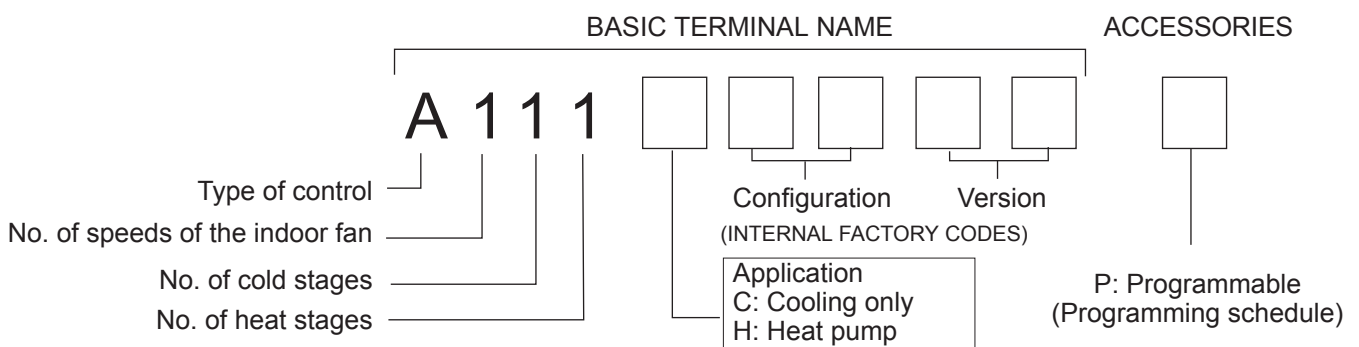 BASIC TERMINAL NAME ACCESSORIES
A 1 1 1
Type of control
No. of speeds of the indoor fan
No. of cold stages
No. of heat stages
Configuration Version
(INTERNAL FACTORY CODES)
Application
C: Cooling only
H: Heat pump
P: Programmable
(Programming schedule)